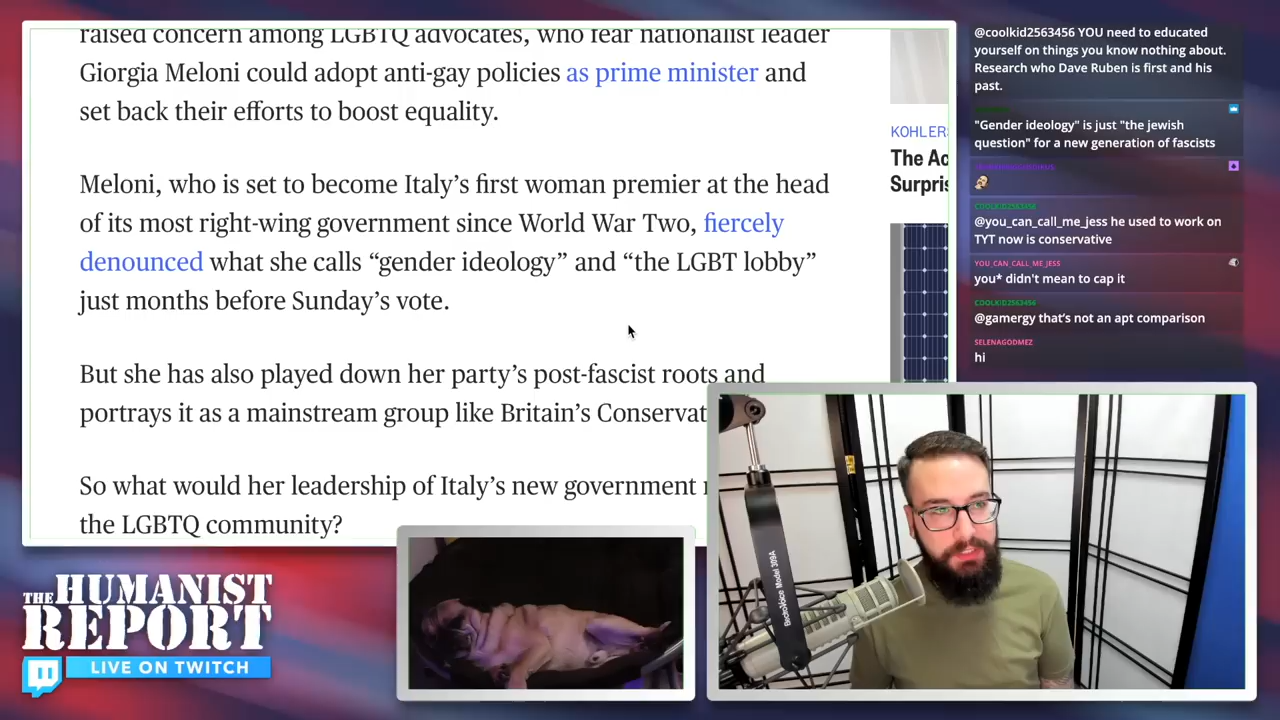 raised concern among LGBTQ advocates, who fear nationalist leader
Giorgia Meloni could adopt anti-gay policies as prime minister and
set back their efforts to boost equality.
Meloni, who is set to become Italy’s first woman premier at the head
of its most right-wing government since World War Two, fiercely
denounced what she calls “gender ideology” and “the LGBT lobby”
just months before Sunday’s vote.
But she has also played down her party’s post-fascist roots and
portrays it as a mainstream group like Britain’s Conservat
So what would her leadership of Italy’s new government
the LGBTQ community?
KOHLER
The Ac
Surpris
@coolkid2563456 YOU need to educated
yourself on things you know nothing about.
Research who Dave Ruben is first and his
past.
"Gender ideology" is just "the jewish
question" for a new generation of fascists
COOLKID2563456
@you_can_call_me_jess he used to work on
TYT now is conservative
YOU_CAN_CALL_ME_JESS
you* didn't mean to cap it
COOLKID2563456
@gamergy that’s not an apt comparison
SELENAGODMEZ
hi
THE HUMANIST
REPORT
LIVE ON TWITCH
ElectroVoice Model 309A